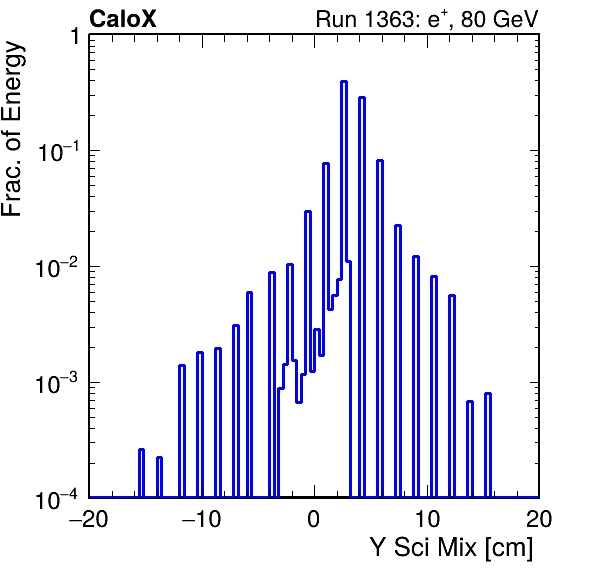 CaloX Run 1363: e⁺, 80 GeV
Frac. of Energy
1
10⁻¹
10⁻²
10⁻³
10⁻⁴
−20 −10 0 10 20
Y Sci Mix [cm]